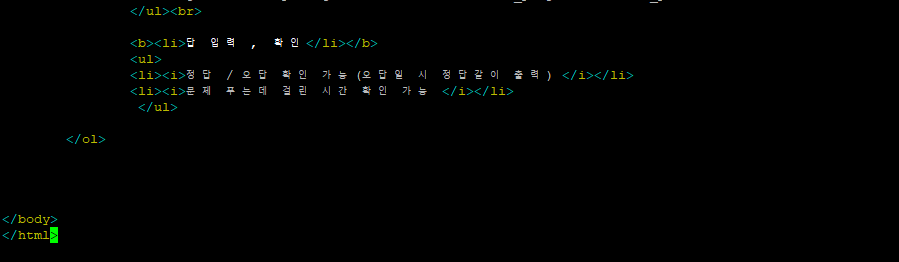 </ul><br>
<b><li>답 입력 , 확인</li></b>
<ul>
<li><i>정답 / 오답 확인 가능(오답일 시 정답같이 출력) </i></li>
<li><i>문제 푸는데 걸린 시간 확인 가능 </i></li>
</ul>
</ol>
</body>
</html>